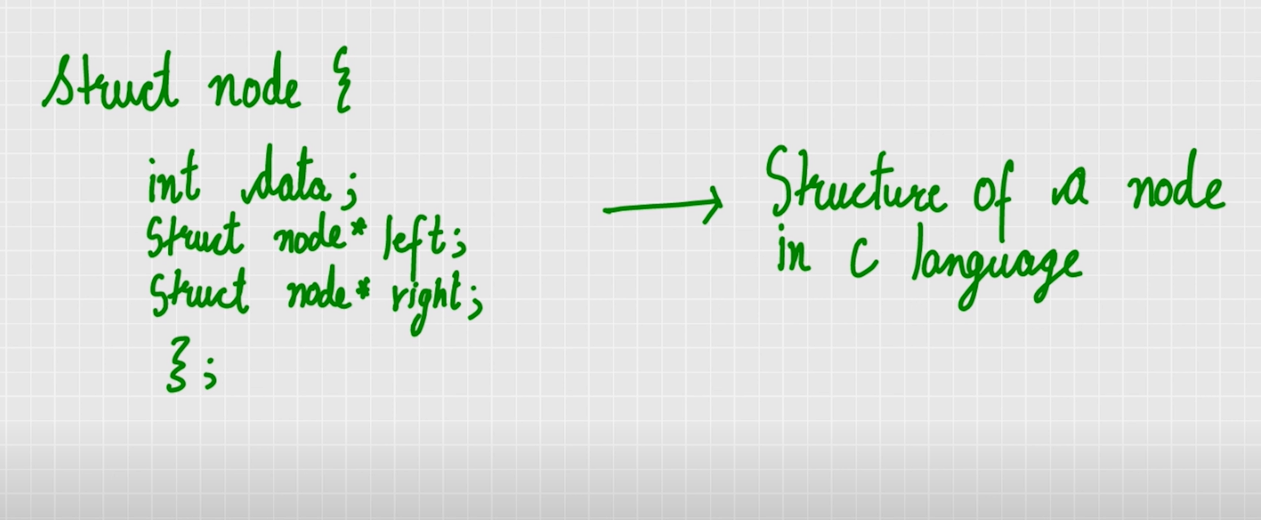 struct node {
int data;
struct node* left;
struct node* right;
};
Structure of a node
in C language